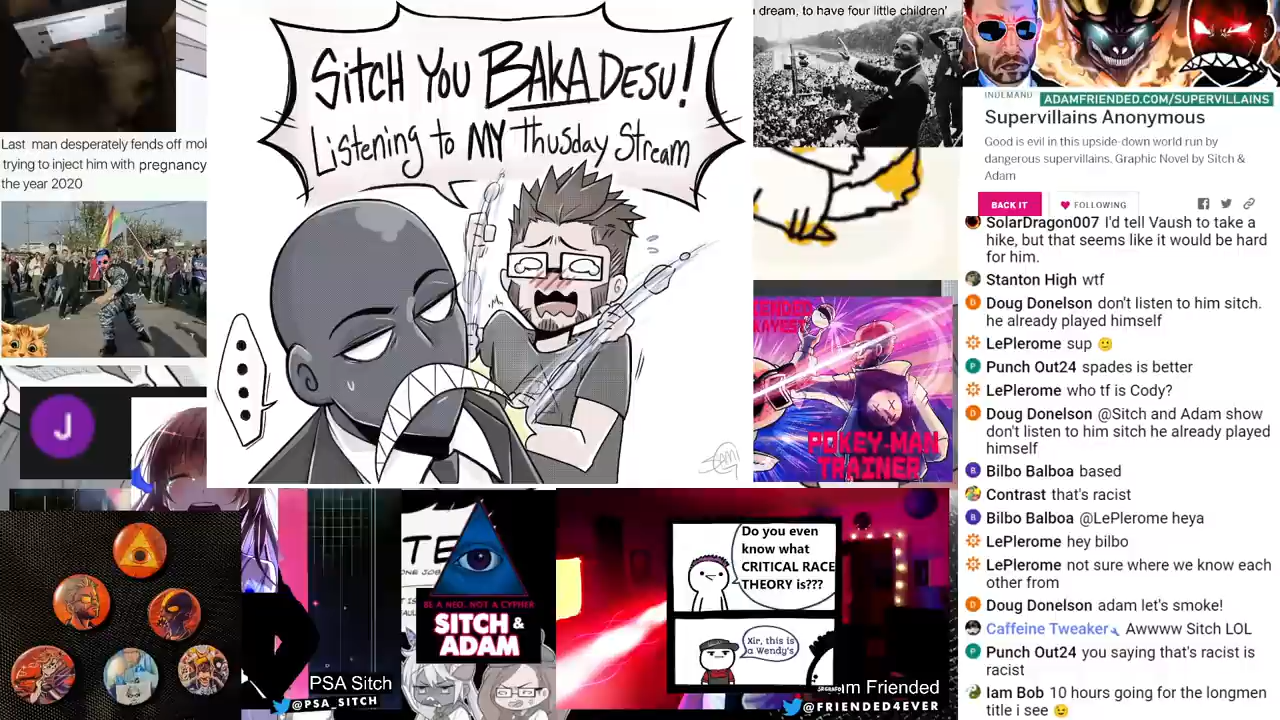 Last man desperately fends off mo
trying to inject him with pregnancy
the year 2020
J
SITCH YOU BAKA DESU!
Listening to MY Thusday Stream
dream, to have four little children'
POKEY-MAN
TRAINER
BE A NEO, NOT A CYPHER
SITCH &
ADAM
PSA Sitch
@PSA_SITCH
Do you even
know what
CRITICAL RACE
THEORY is???
Xir, this is
a Wendy's
m Friended
@FRIENDED4EVER
INDEMAND
ADAMFRIENDED.COM/SUPERVILLAINS
Supervillains Anonymous
Good is evil in this upside-down world run by
dangerous supervillains. Graphic Novel by Sitch &
Adam
BACK IT
FOLLOWING
SolarDragon007 I'd tell Vaush to take a
hike, but that seems like it would be hard
for him.
Stanton High wtf
D
Doug Donelson don't listen to him sitch.
he already played himself
LePlerome sup 🙂
P
Punch Out24 spades is better
LePlerome who tf is Cody?
D
Doug Donelson @Sitch and Adam show
don't listen to him sitch he already played
himself
B
Bilbo Balboa based
Contrast that's racist
B
Bilbo Balboa @LePlerome heya
LePlerome hey bilbo
LePlerome not sure where we know each
other from
D
Doug Donelson adam let's smoke!
Caffeine Tweaker Awwww Sitch LOL
P
Punch Out24 you saying that's racist is
racist
Iam Bob 10 hours going for the longmen
title i see 😉